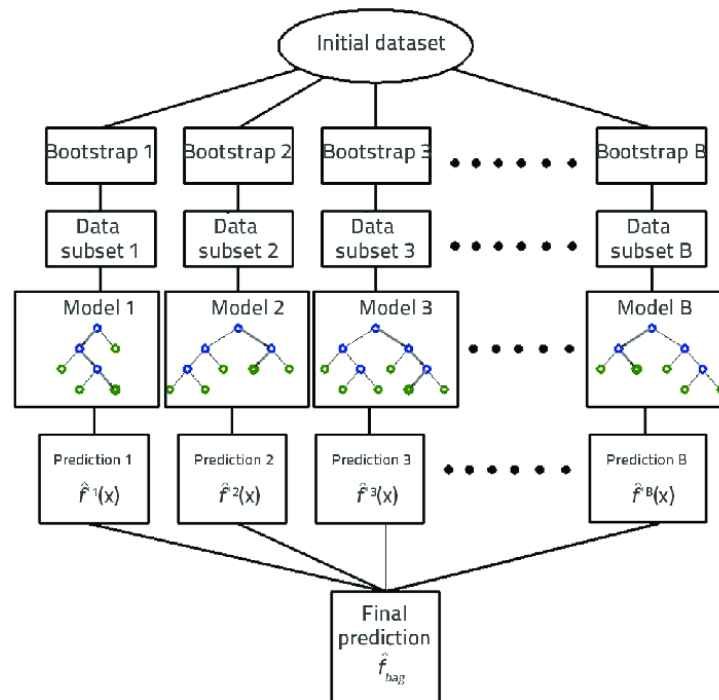 Initial dataset
Bootstrap 1
Bootstrap 2
Bootstrap 3
Bootstrap B
Data
subset 1
Data
subset 2
Data
subset 3
Data
subset B
Model 1
Model 2
Model 3
Model B
Prediction 1
f̂¹(x)
Prediction 2
f̂²(x)
Prediction 3
f̂³(x)
Prediction B
f̂ᴮ(x)
Final
prediction
f̂_bag